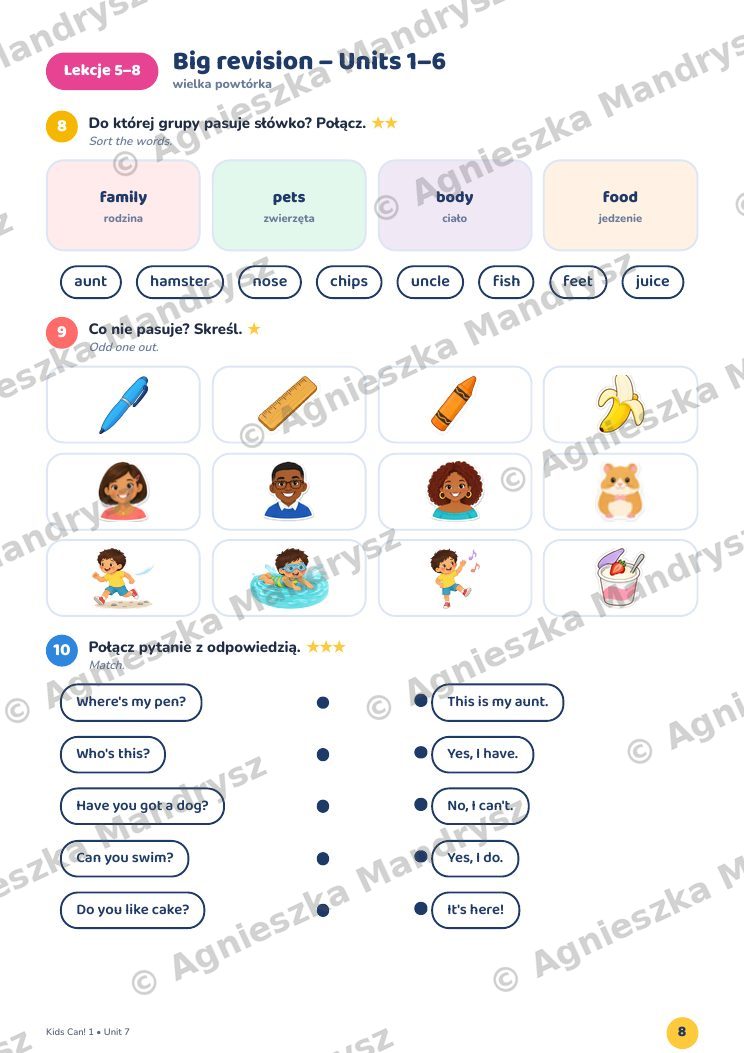 Lekcje 5–8
Big revision – Units 1–6
wielka powtórka
8 Do której grupy pasuje słówko? Połącz.
Sort the words.
family pets body food
rodzina zwierzęta ciało jedzenie
aunt hamster nose chips uncle fish feet juice
9 Co nie pasuje? Skreśl.
Odd one out.
10 Połącz pytanie z odpowiedzią.
Match.
Where's my pen? This is my aunt.
Who's this? Yes, I have.
Have you got a dog? No, I can't.
Can you swim? Yes, I do.
Do you like cake? It's here!
Kids Can! 1 • Unit 7 8
© Agnieszka Mandrysz